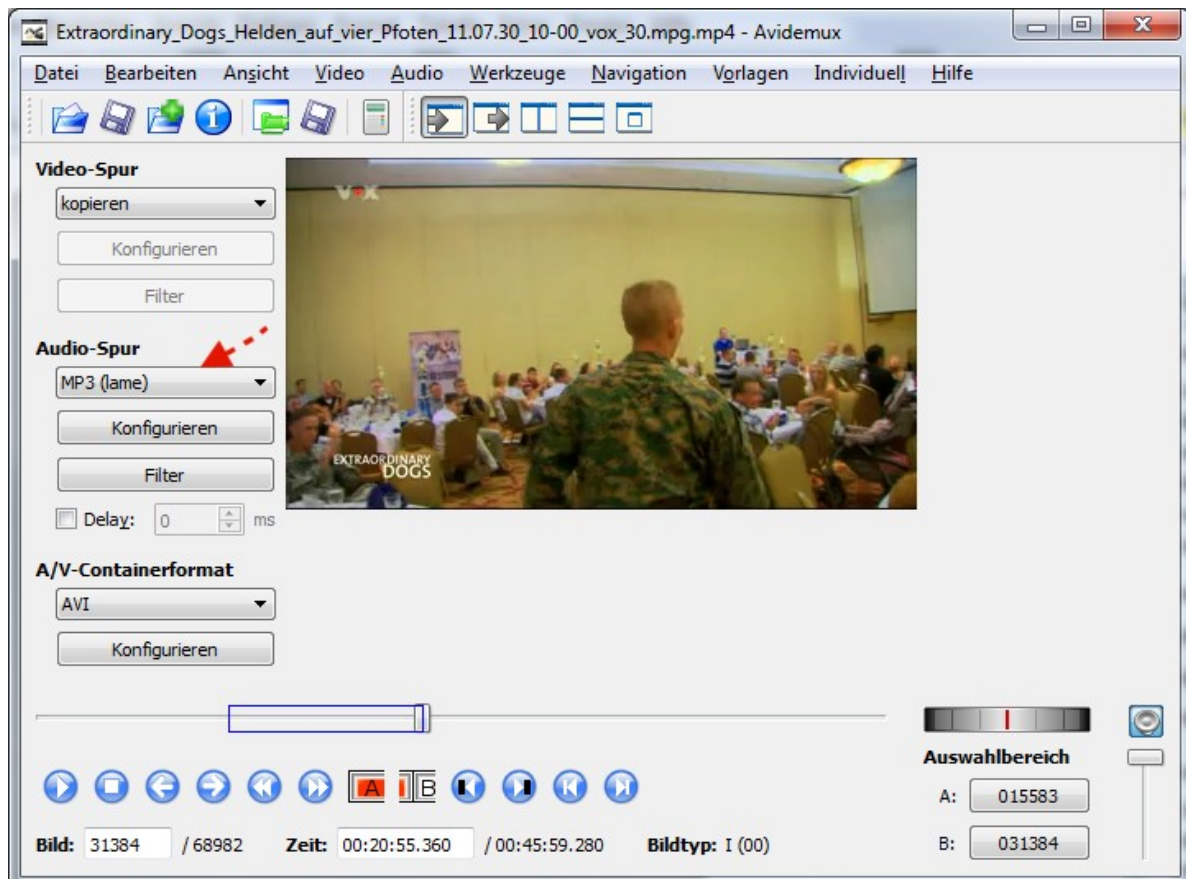 Extraordinary_Dogs_Helden_auf_vier_Pfoten_11.07.30_10-00_vox_30.mpg.mp4 - Avidemux
Datei Bearbeiten Ansicht Video Audio Werkzeuge Navigation Vorlagen Individuell Hilfe
Video-Spur
kopieren
Konfigurieren
Filter
Audio-Spur
MP3 (lame)
Konfigurieren
Filter
Delay: 0 ms
A/V-Containerformat
AVI
Konfigurieren
VOX
EXTRAORDINARY
DOGS
Auswahlbereich
A B
A: 015583
Bild: 31384 / 68982 Zeit: 00:20:55.360 / 00:45:59.280 Bildtyp: I (00)
B: 031384